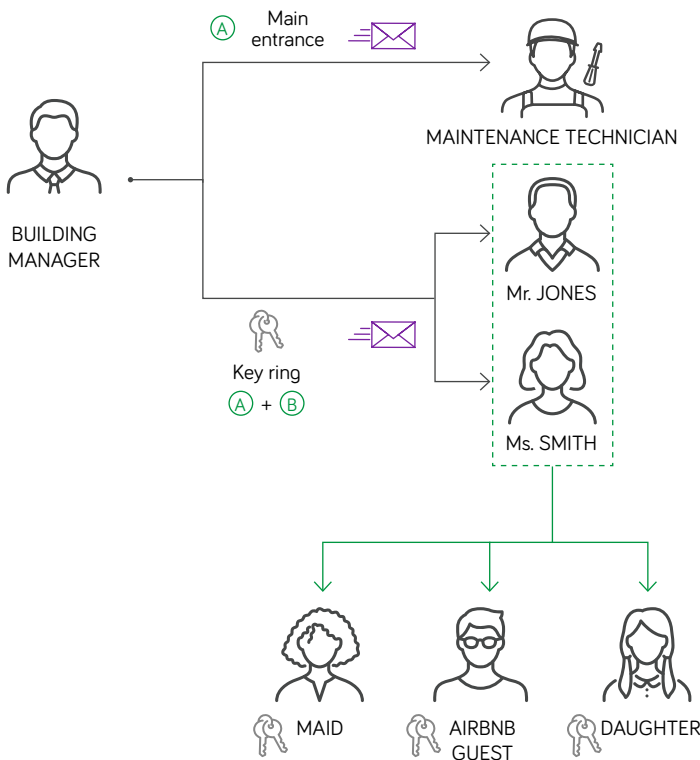 A Main
entrance
MAINTENANCE TECHNICIAN
BUILDING
MANAGER
Mr. JONES
Key ring
A + B
Ms. SMITH
MAID
AIRBNB
GUEST
DAUGHTER